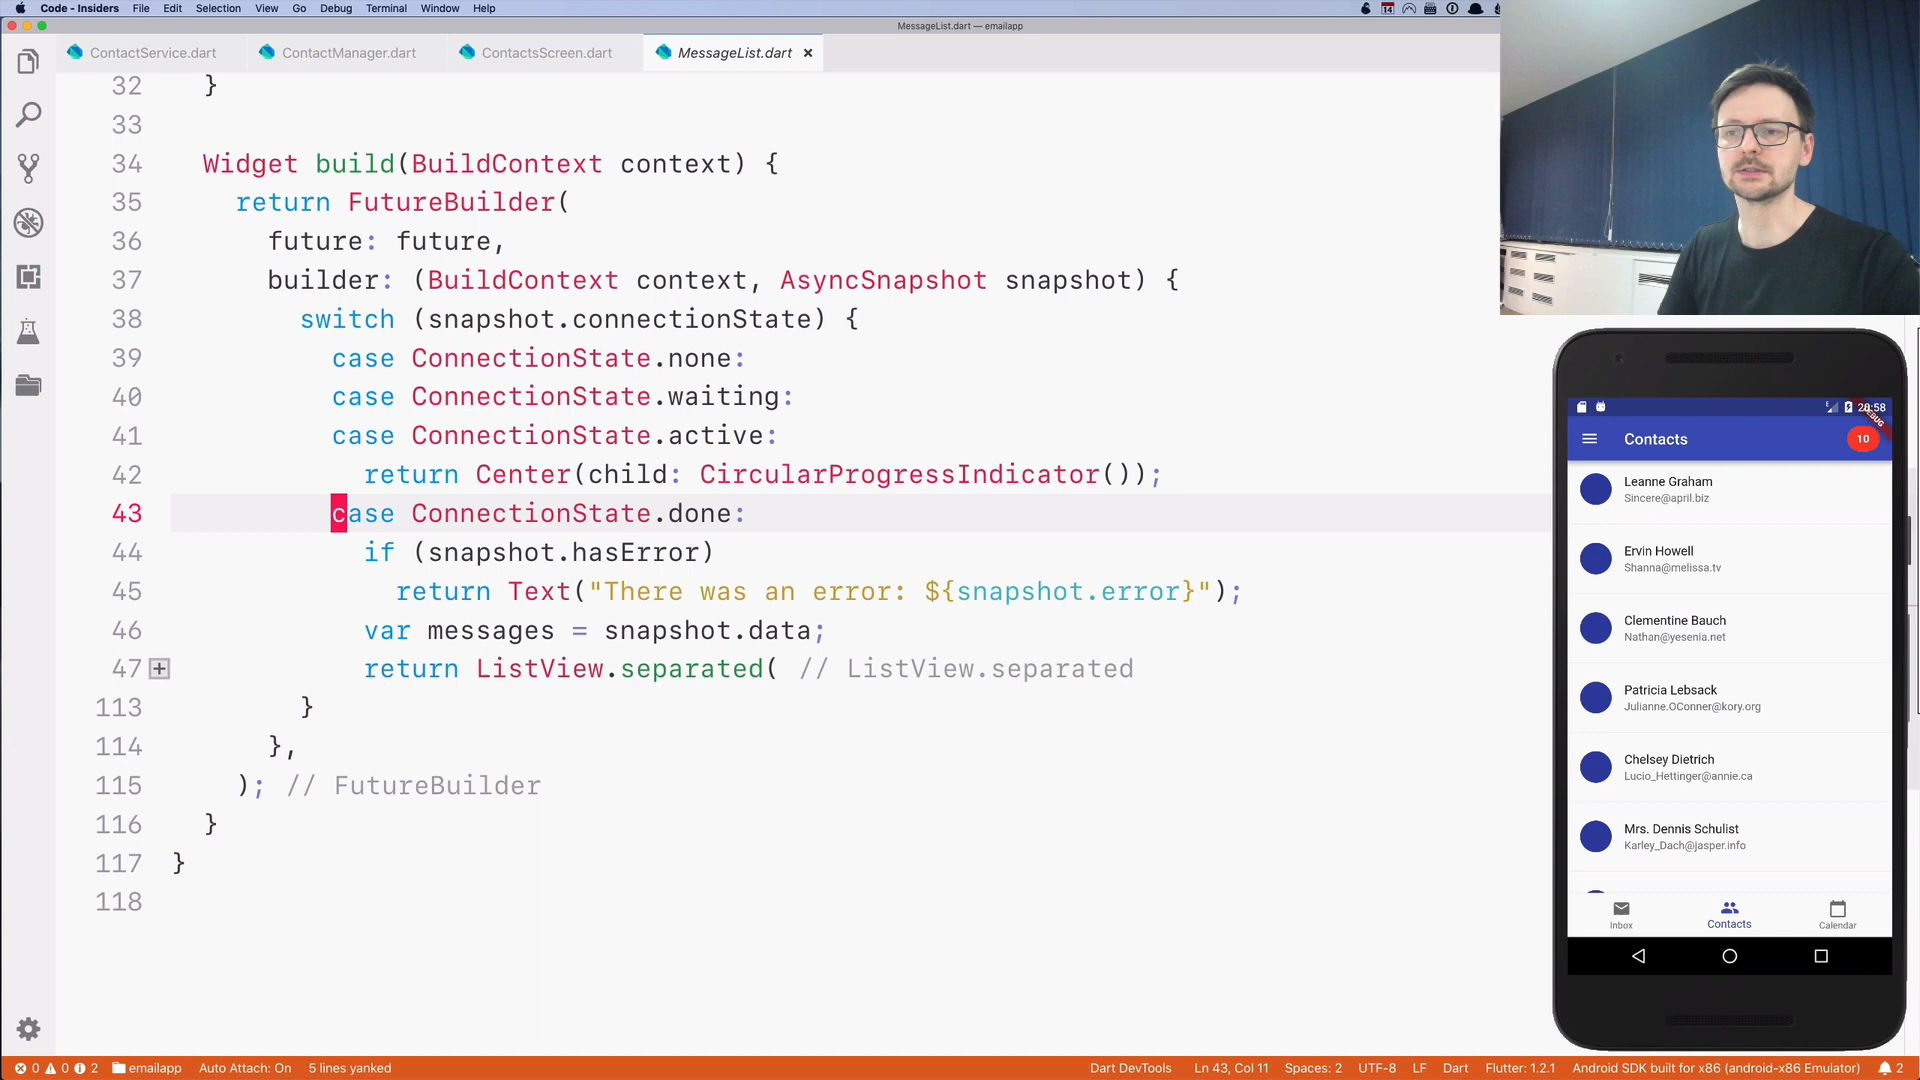 Code - Insiders File Edit Selection View Go Debug Terminal Window Help
14
MessageList.dart — emailapp
ContactService.dart ContactManager.dart ContactsScreen.dart MessageList.dart ×
32 }
33
34 Widget build(BuildContext context) {
35 return FutureBuilder(
36 future: future,
37 builder: (BuildContext context, AsyncSnapshot snapshot) {
38 switch (snapshot.connectionState) {
39 case ConnectionState.none:
40 case ConnectionState.waiting:
41 case ConnectionState.active:
42 return Center(child: CircularProgressIndicator());
43 case ConnectionState.done:
44 if (snapshot.hasError)
45 return Text("There was an error: ${snapshot.error}");
46 var messages = snapshot.data;
47 return ListView.separated( // ListView.separated
113 }
114 },
115 ); // FutureBuilder
116 }
117 }
118
20:58
DEBUG
Contacts 10
Leanne Graham
Sincere@april.biz
Ervin Howell
Shanna@melissa.tv
Clementine Bauch
Nathan@yesenia.net
Patricia Lebsack
Julianne.OConner@kory.org
Chelsey Dietrich
Lucio_Hettinger@annie.ca
Mrs. Dennis Schulist
Karley_Dach@jasper.info
Inbox Contacts Calendar
0 0 2 emailapp Auto Attach: On 5 lines yanked Dart DevTools Ln 43, Col 11 Spaces: 2 UTF-8 LF Dart Flutter: 1.2.1 Android SDK built for x86 (android-x86 Emulator) 2